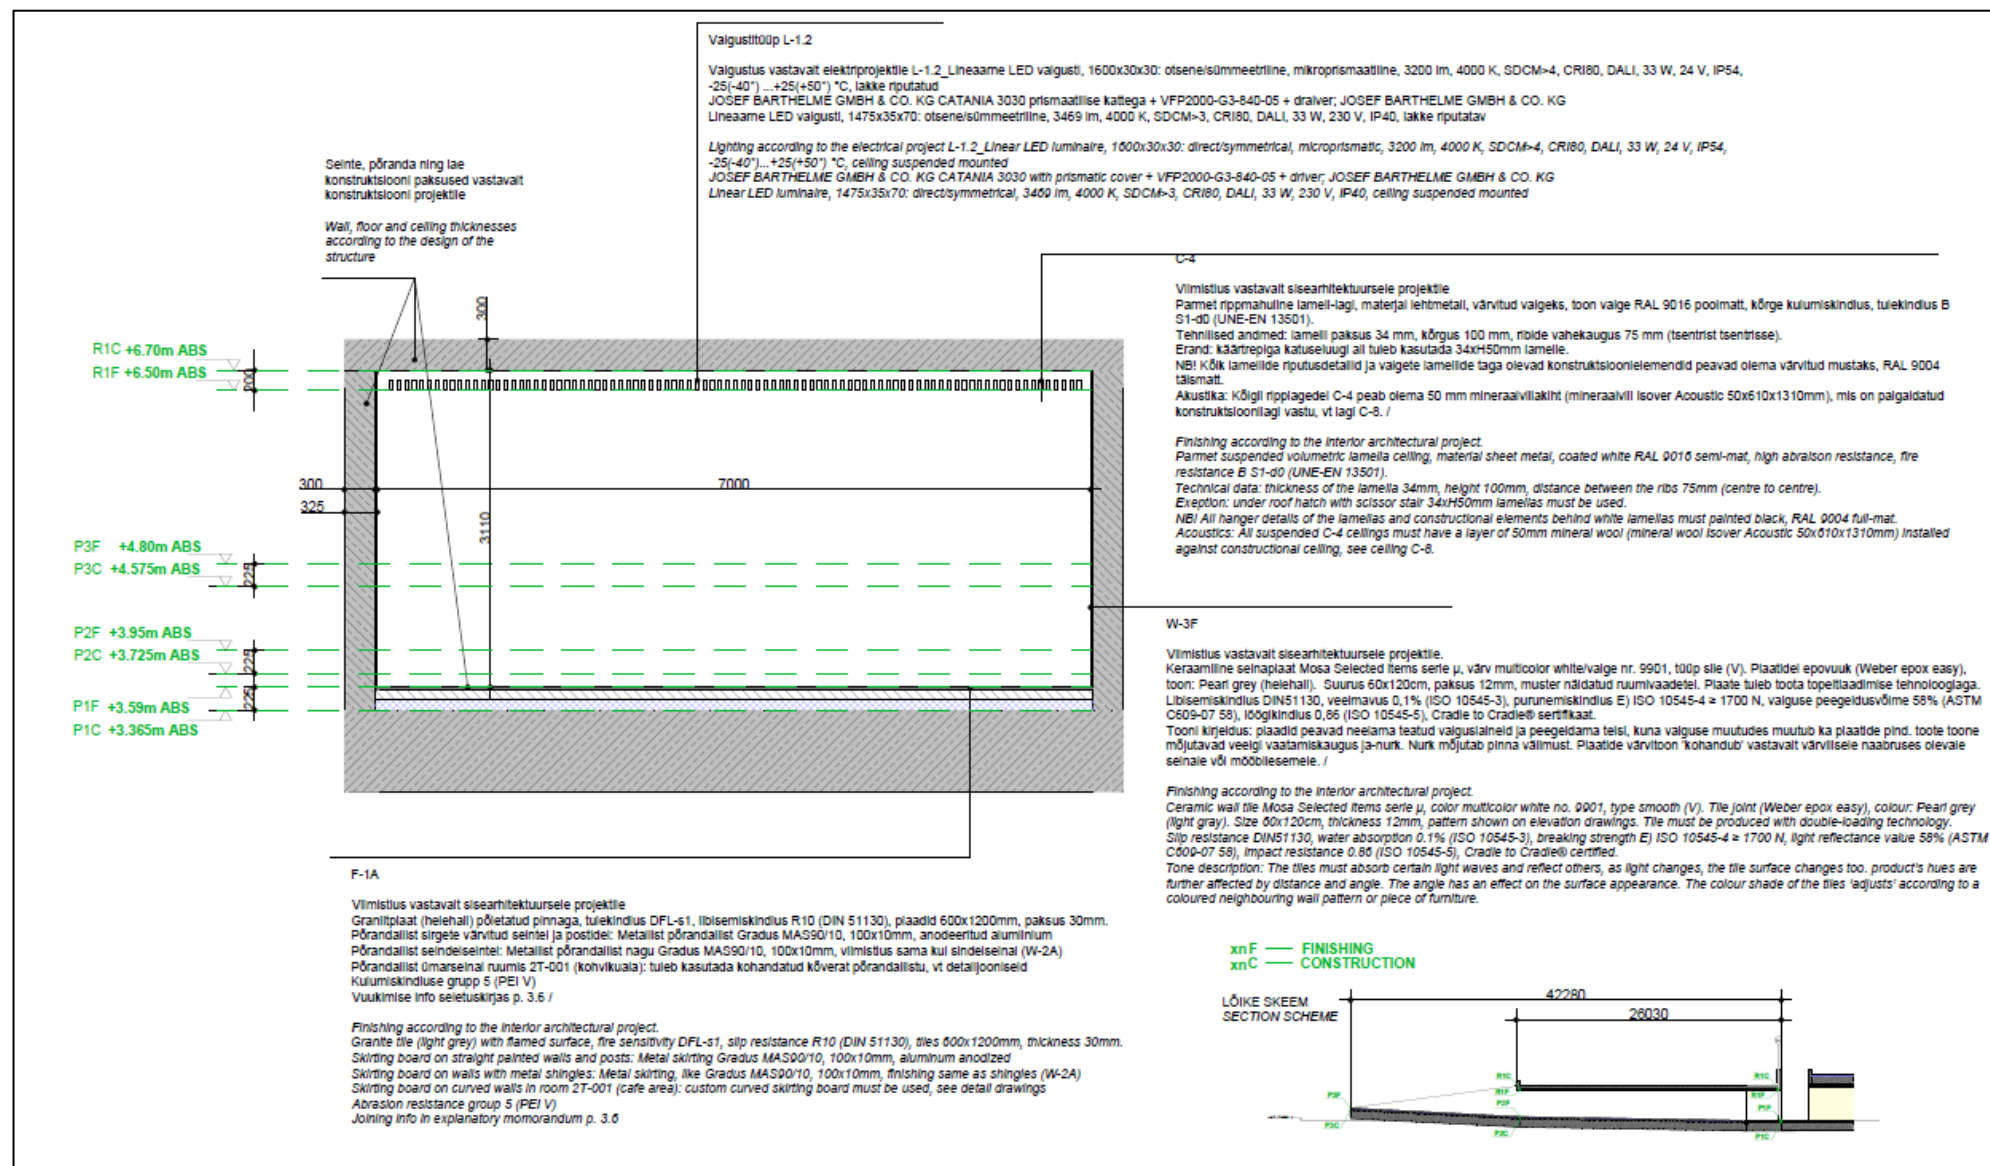 Valgustitüüp L-1.2
Valgustus vastavalt elektriprojektile L-1.2_Lineaarne LED valgusti, 1600x30x30: otsene/sümmeetriline, mikroprismaatiline, 3200 lm, 4000 K, SDCM>4, CRI80, DALI, 33 W, 24 V, IP54,
-25(-40°) ...+25(+50°) °C, lakke riputatud
JOSEF BARTHELME GMBH & CO. KG CATANIA 3030 prismaatilise kattega + VFP2000-G3-840-05 + draiver; JOSEF BARTHELME GMBH & CO. KG
Lineaarne LED valgusti, 1475x35x70: otsene/sümmeetriline, 3469 lm, 4000 K, SDCM>3, CRI80, DALI, 33 W, 230 V, IP40, lakke riputatav
Lighting according to the electrical project L-1.2_Linear LED luminaire, 1600x30x30: direct/symmetrical, microprismatic, 3200 lm, 4000 K, SDCM>4, CRI80, DALI, 33 W, 24 V, IP54,
-25(-40°)...+25(+50°) °C, ceiling suspended mounted
JOSEF BARTHELME GMBH & CO. KG CATANIA 3030 with prismatic cover + VFP2000-G3-840-05 + driver; JOSEF BARTHELME GMBH & CO. KG
Linear LED luminaire, 1475x35x70: direct/symmetrical, 3469 lm, 4000 K, SDCM>3, CRI80, DALI, 33 W, 230 V, IP40, ceiling suspended mounted
Seinte, põranda ning lae
konstruktsiooni paksused vastavalt
konstruktsiooni projektile
Wall, floor and ceiling thicknesses
according to the design of the
structure
C-4
Viimistlus vastavalt sisearhitektuursele projektile
Parmet rippmahuline lamell-lagi, materjal lehtmetall, värvitud valgeks, toon valge RAL 9016 poolmatt, kõrge kulumiskindlus, tulekindlus B
S1-d0 (UNE-EN 13501).
Tehnilised andmed: lamelli paksus 34 mm, kõrgus 100 mm, ribide vahekaugus 75 mm (tsentrist tsentrisse).
Erand: käärtrepiga katuseluugi all tuleb kasutada 34xH50mm lamelle.
NB! Kõik lamellide riputusdetailid ja valgete lamellide taga olevad konstruktsioonielemendid peavad olema värvitud mustaks, RAL 9004
täismatt.
Akustika: Kõigil ripplagedel C-4 peab olema 50 mm mineraalvillakiht (mineraalvill Isover Acoustic 50x610x1310mm), mis on paigaldatud
konstruktsioonilagi vastu, vt lagi C-8. /
Finishing according to the interior architectural project.
Parmet suspended volumetric lamella ceiling, material sheet metal, coated white RAL 9016 semi-mat, high abraison resistance, fire
resistance B S1-d0 (UNE-EN 13501).
Technical data: thickness of the lamella 34mm, height 100mm, distance between the ribs 75mm (centre to centre).
Exeption: under roof hatch with scissor stair 34xH50mm lamellas must be used.
NB! All hanger details of the lamellas and constructional elements behind white lamellas must painted black, RAL 9004 full-mat.
Acoustics: All suspended C-4 ceilings must have a layer of 50mm mineral wool (mineral wool Isover Acoustic 50x610x1310mm) installed
against constructional ceiling, see ceiling C-8.
300
R1C +6.70m ABS
R1F +6.50m ABS
200
300
325
7000
3110
P3F +4.80m ABS
P3C +4.575m ABS
225
P2F +3.95m ABS
P2C +3.725m ABS
225
P1F +3.59m ABS
P1C +3.365m ABS
225
W-3F
Viimistlus vastavalt sisearhitektuursele projektile.
Keraamiline seinaplaat Mosa Selected Items serie µ, värv multicolor white/valge nr. 9901, tüüp sile (V). Plaatidel epovuuk (Weber epox easy),
toon: Pearl grey (helehall). Suurus 60x120cm, paksus 12mm, muster näidatud ruumivaadetel. Plaate tuleb toota topeltlaadimise tehnoloogiaga.
Libisemiskindlus DIN51130, veeimavus 0,1% (ISO 10545-3), purunemiskindlus E) ISO 10545-4 ≥ 1700 N, valguse peegeldusvõime 58% (ASTM
C609-07 58), löögikindlus 0,86 (ISO 10545-5), Cradle to Cradle® sertifikaat.
Tooni kirjeldus: plaadid peavad neelama teatud valguslaineid ja peegeldama teisi, kuna valguse muutudes muutub ka plaatide pind. toote toone
mõjutavad veelgi vaatamiskaugus ja-nurk. Nurk mõjutab pinna välimust. Plaatide värvitoon 'kohandub' vastavalt värvilisele naabruses olevale
seinale või mööbliesemele. /
Finishing according to the interior architectural project.
Ceramic wall tile Mosa Selected Items serie µ, color multicolor white no. 9901, type smooth (V). Tile joint (Weber epox easy), colour: Pearl grey
(light gray). Size 60x120cm, thickness 12mm, pattern shown on elevation drawings. Tile must be produced with double-loading technology.
Slip resistance DIN51130, water absorption 0.1% (ISO 10545-3), breaking strength E) ISO 10545-4 ≥ 1700 N, light reflectance value 58% (ASTM
C609-07 58), impact resistance 0.86 (ISO 10545-5), Cradle to Cradle® certified.
Tone description: The tiles must absorb certain light waves and reflect others, as light changes, the tile surface changes too. product's hues are
further affected by distance and angle. The angle has an effect on the surface appearance. The colour shade of the tiles 'adjusts' according to a
coloured neighbouring wall pattern or piece of furniture.
F-1A
Viimistlus vastavalt sisearhitektuursele projektile
Graniitplaat (helehall) põletatud pinnaga, tulekindlus DFL-s1, libisemiskindlus R10 (DIN 51130), plaadid 600x1200mm, paksus 30mm.
Põrandaliist sirgete värvitud seintel ja postidel: Metallist põrandaliist Gradus MAS90/10, 100x10mm, anodeeritud alumiinium
Põrandaliist seindelseintel: Metallist põrandaliist nagu Gradus MAS90/10, 100x10mm, viimistlus sama kui sindelseinal (W-2A)
Põrandaliist ümarseinal ruumis 2T-001 (kohvikuala): tuleb kasutada kohandatud kõverat põrandaliistu, vt detailjooniseid
Kulumiskindluse grupp 5 (PEI V)
Vuukimise info seletuskirjas p. 3.6 /
Finishing according to the interior architectural project.
Granite tile (light grey) with flamed surface, fire sensitivity DFL-s1, slip resistance R10 (DIN 51130), tiles 600x1200mm, thickness 30mm.
Skirting board on straight painted walls and posts: Metal skirting Gradus MAS90/10, 100x10mm, aluminum anodized
Skirting board on walls with metal shingles: Metal skirting, like Gradus MAS90/10, 100x10mm, finishing same as shingles (W-2A)
Skirting board on curved walls in room 2T-001 (cafe area): custom curved skirting board must be used, see detail drawings
Abrasion resistance group 5 (PEI V)
Joining info in explanatory momorandum p. 3.6
xnF FINISHING
xnC CONSTRUCTION
LÕIKE SKEEM
SECTION SCHEME
42280
26030
R1C
R1C
R1F
R1F
P3F
P2F
P1F
P3C
P2C
P1C